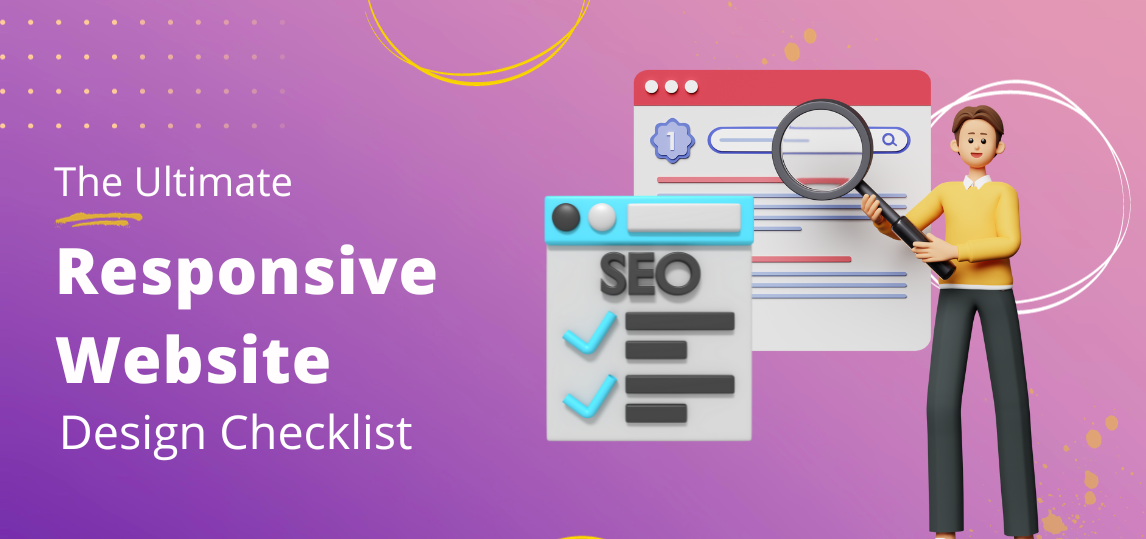 The Ultimate
Responsive
Website
Design Checklist
1
SEO